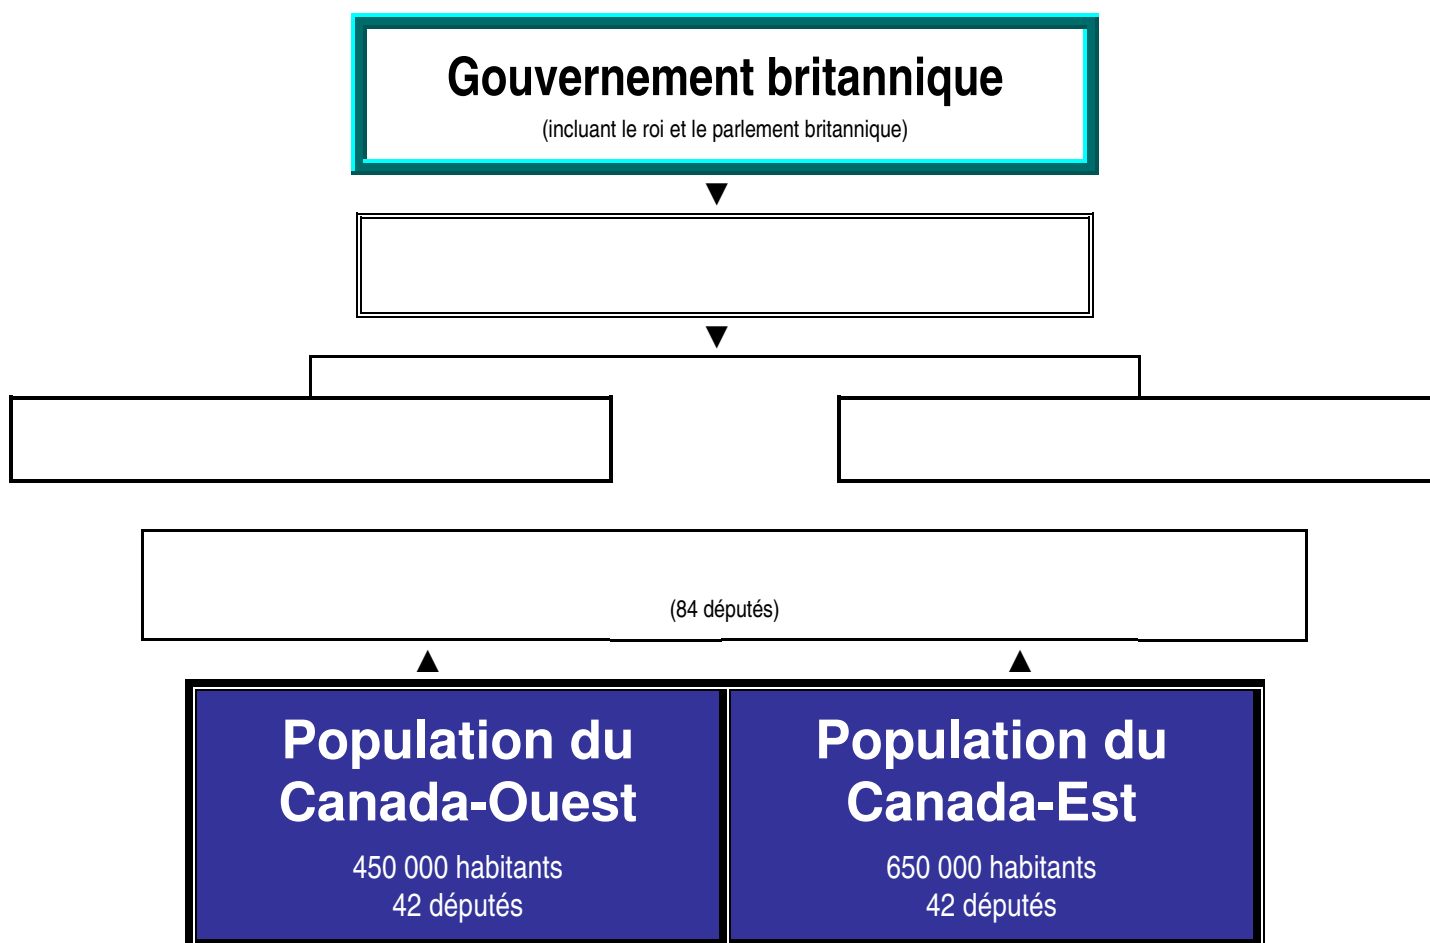 Gouvernement britannique
(incluant le roi et le parlement britannique)
(84 députés)
Population du
Canada-Ouest
450 000 habitants
42 députés
Population du
Canada-Est
650 000 habitants
42 députés